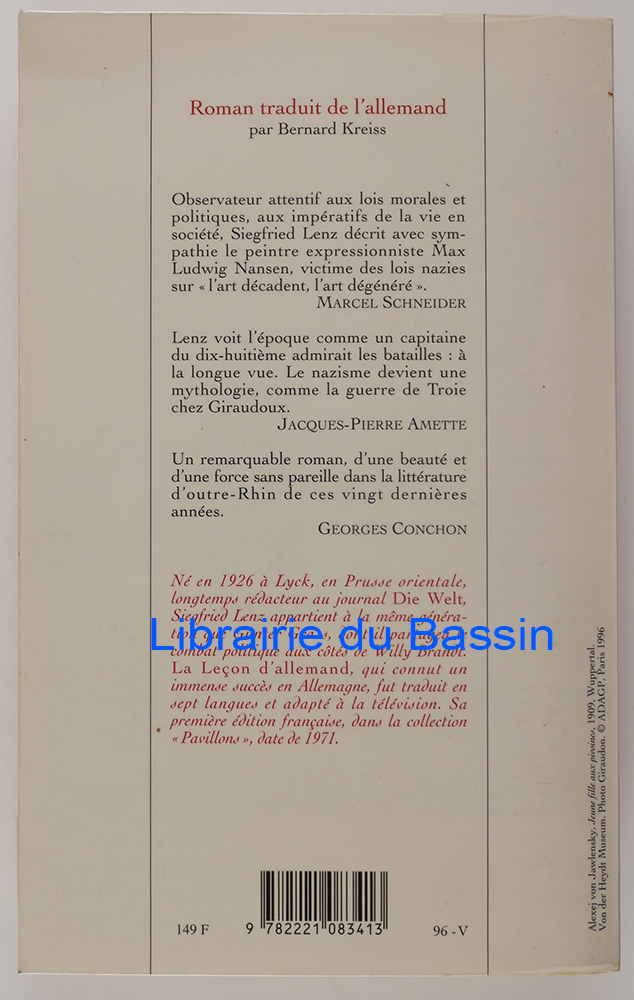 Roman traduit de l'allemand
par Bernard Kreiss
Observateur attentif aux lois morales et
politiques, aux impératifs de la vie en
société, Siegfried Lenz décrit avec sym-
pathie le peintre expressionniste Max
Ludwig Nansen, victime des lois nazies
sur « l'art décadent, l'art dégénéré ».
MARCEL SCHNEIDER
Lenz voit l'époque comme un capitaine
du dix-huitième admirait les batailles : à
la longue vue. Le nazisme devient une
mythologie, comme la guerre de Troie
chez Giraudoux.
JACQUES-PIERRE AMETTE
Un remarquable roman, d'une beauté et
d'une force sans pareille dans la littérature
d'outre-Rhin de ces vingt dernières
années.
GEORGES CONCHON
Né en 1926 à Lyck, en Prusse orientale,
longtemps rédacteur au journal Die Welt,
Siegfried Lenz appartient à la même généra-
tion que
combat politique aux côtés de Willy Brandt.
La Leçon d'allemand, qui connut un
immense succès en Allemagne, fut traduit en
sept langues et adapté à la télévision. Sa
première édition française, dans la collection
« Pavillons », date de 1971.
Librairie du Bassin
149 F
9 782221 083413
96 - V
Alexej von Jawlensky, Jeune fille aux pivoines, 1909, Wuppertal.
Von der Heydt Museum. Photo Giraudon. © ADAGP, Paris 1996